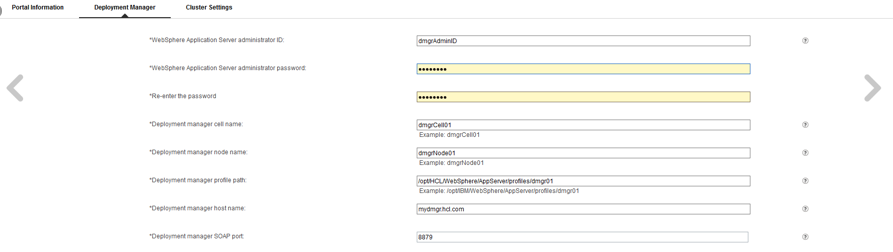 Portal Information Deployment Manager Cluster Settings
*WebSphere Application Server administrator ID: dmgrAdminID ?
*WebSphere Application Server administrator password: ●●●●●●●● ?
*Re-enter the password ●●●●●●●● ?
*Deployment manager cell name: dmgrCell01 ?
Example: dmgrCell01
*Deployment manager node name: dmgrNode01 ?
Example: dmgrNode01
*Deployment manager profile path: /opt/HCL/WebSphere/AppServer/profiles/dmgr01 ?
Example: /opt/IBM/WebSphere/AppServer/profiles/dmgr01
*Deployment manager host name: mydmgr.hcl.com ?
*Deployment manager SOAP port: 8879 ?